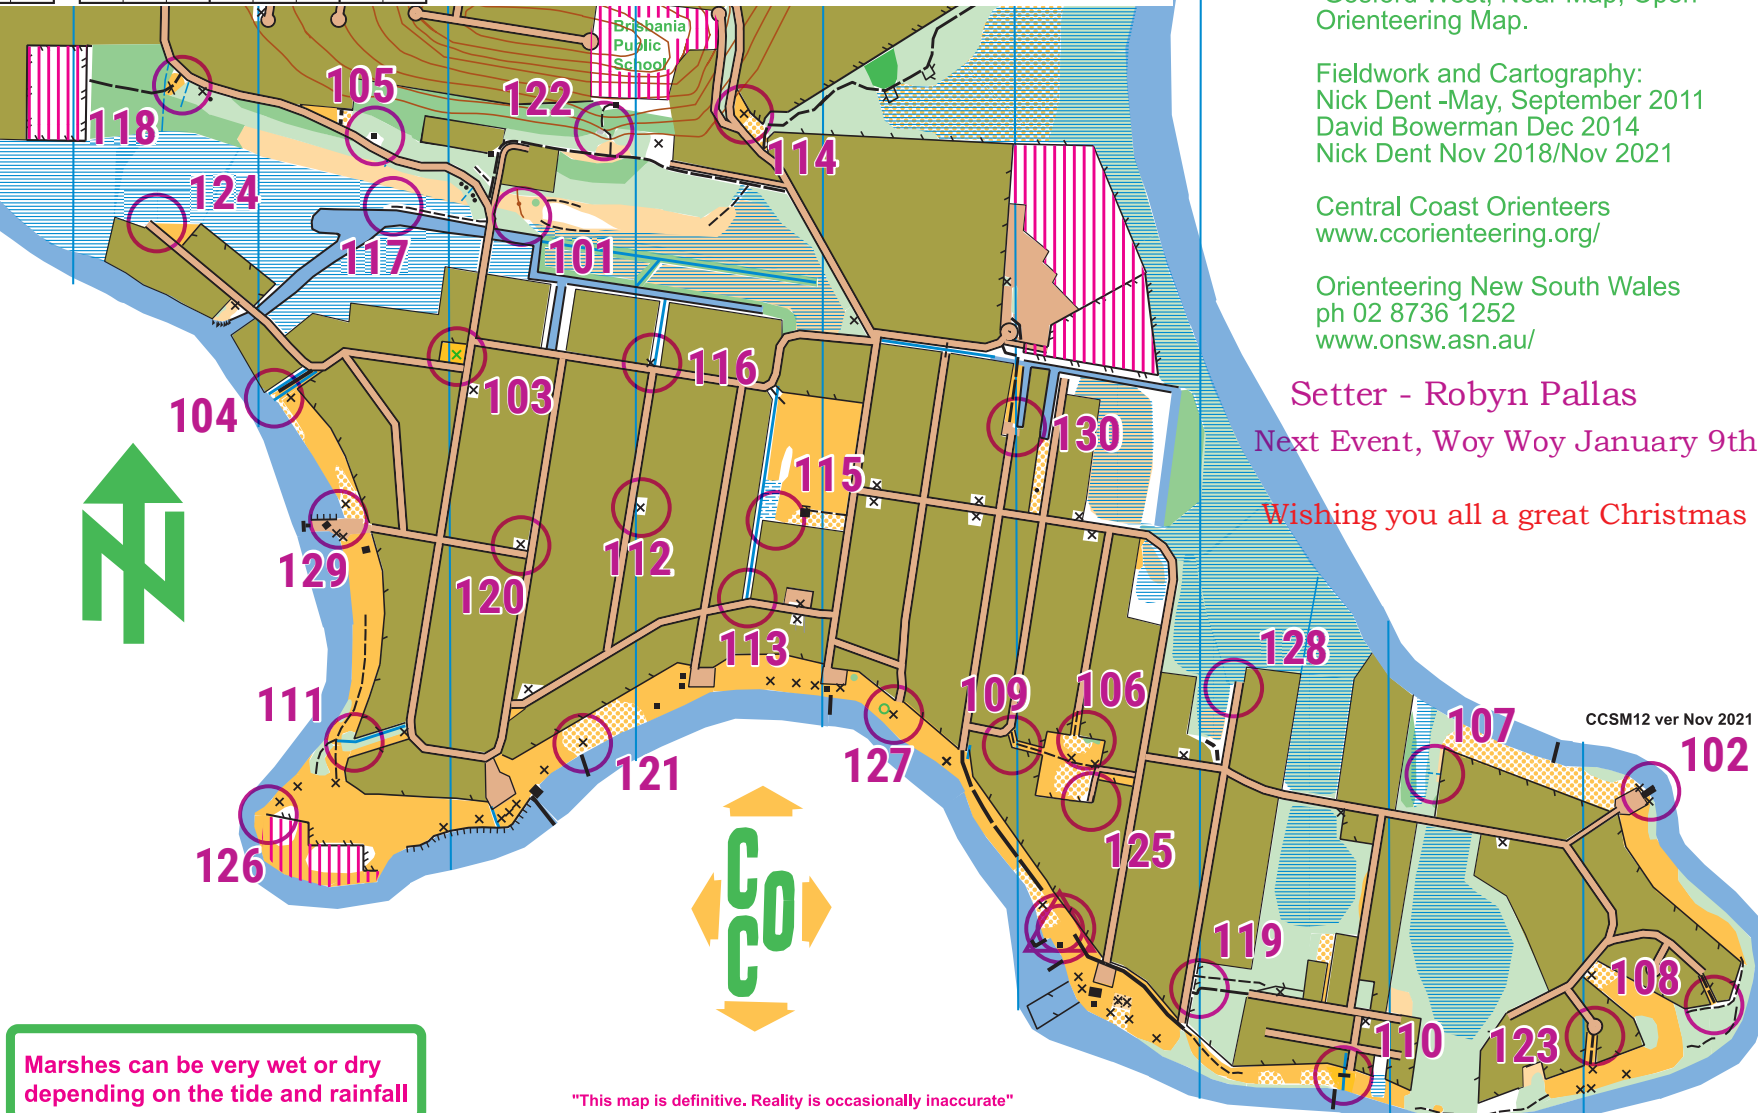 Gosford West, Near Map, Open
Orienteering Map.
Fieldwork and Cartography:
Nick Dent -May, September 2011
David Bowerman Dec 2014
Nick Dent Nov 2018/Nov 2021
Central Coast Orienteers
www.ccorienteering.org/
Orienteering New South Wales
ph 02 8736 1252
www.onsw.asn.au/
Setter - Robyn Pallas
Next Event, Woy Woy January 9th
Wishing you all a great Christmas
CCSM12 ver Nov 2021
Brisbania
Public
School
118
105
122
114
124
117
101
104
103
116
130
115
129
120
112
113
128
111
109
106
107
102
121
127
126
125
119
108
110
123
N
C
C
O
Marshes can be very wet or dry
depending on the tide and rainfall
"This map is definitive. Reality is occasionally inaccurate"